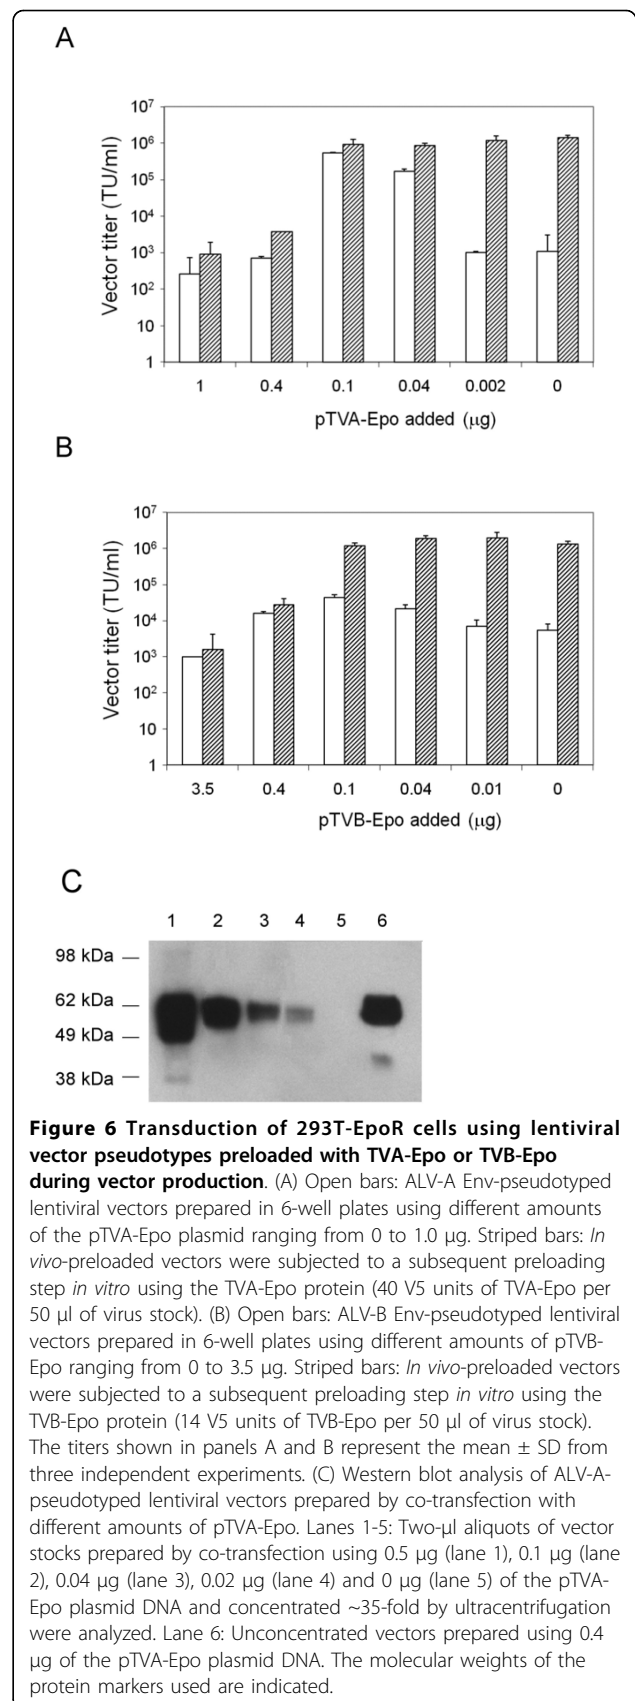 A
10⁷
10⁶
10⁵
10⁴
10³
10²
10
1
Vector titer (TU/ml)
1 0.4 0.1 0.04 0.002 0
pTVA-Epo added (μg)
B
10⁷
10⁶
10⁵
10⁴
10³
10²
10
1
Vector titer (TU/ml)
3.5 0.4 0.1 0.04 0.01 0
pTVB-Epo added (μg)
C
1 2 3 4 5 6
98 kDa
62 kDa
49 kDa
38 kDa
Figure 6 Transduction of 293T-EpoR cells using lentiviral
vector pseudotypes preloaded with TVA-Epo or TVB-Epo
during vector production. (A) Open bars: ALV-A Env-pseudotyped
lentiviral vectors prepared in 6-well plates using different amounts
of the pTVA-Epo plasmid ranging from 0 to 1.0 μg. Striped bars: In
vivo-preloaded vectors were subjected to a subsequent preloading
step in vitro using the TVA-Epo protein (40 V5 units of TVA-Epo per
50 μl of virus stock). (B) Open bars: ALV-B Env-pseudotyped lentiviral
vectors prepared in 6-well plates using different amounts of pTVB-
Epo ranging from 0 to 3.5 μg. Striped bars: In vivo-preloaded vectors
were subjected to a subsequent preloading step in vitro using the
TVB-Epo protein (14 V5 units of TVB-Epo per 50 μl of virus stock).
The titers shown in panels A and B represent the mean ± SD from
three independent experiments. (C) Western blot analysis of ALV-A-
pseudotyped lentiviral vectors prepared by co-transfection with
different amounts of pTVA-Epo. Lanes 1-5: Two-μl aliquots of vector
stocks prepared by co-transfection using 0.5 μg (lane 1), 0.1 μg (lane
2), 0.04 μg (lane 3), 0.02 μg (lane 4) and 0 μg (lane 5) of the pTVA-
Epo plasmid DNA and concentrated ~35-fold by ultracentrifugation
were analyzed. Lane 6: Unconcentrated vectors prepared using 0.4
μg of the pTVA-Epo plasmid DNA. The molecular weights of the
protein markers used are indicated.